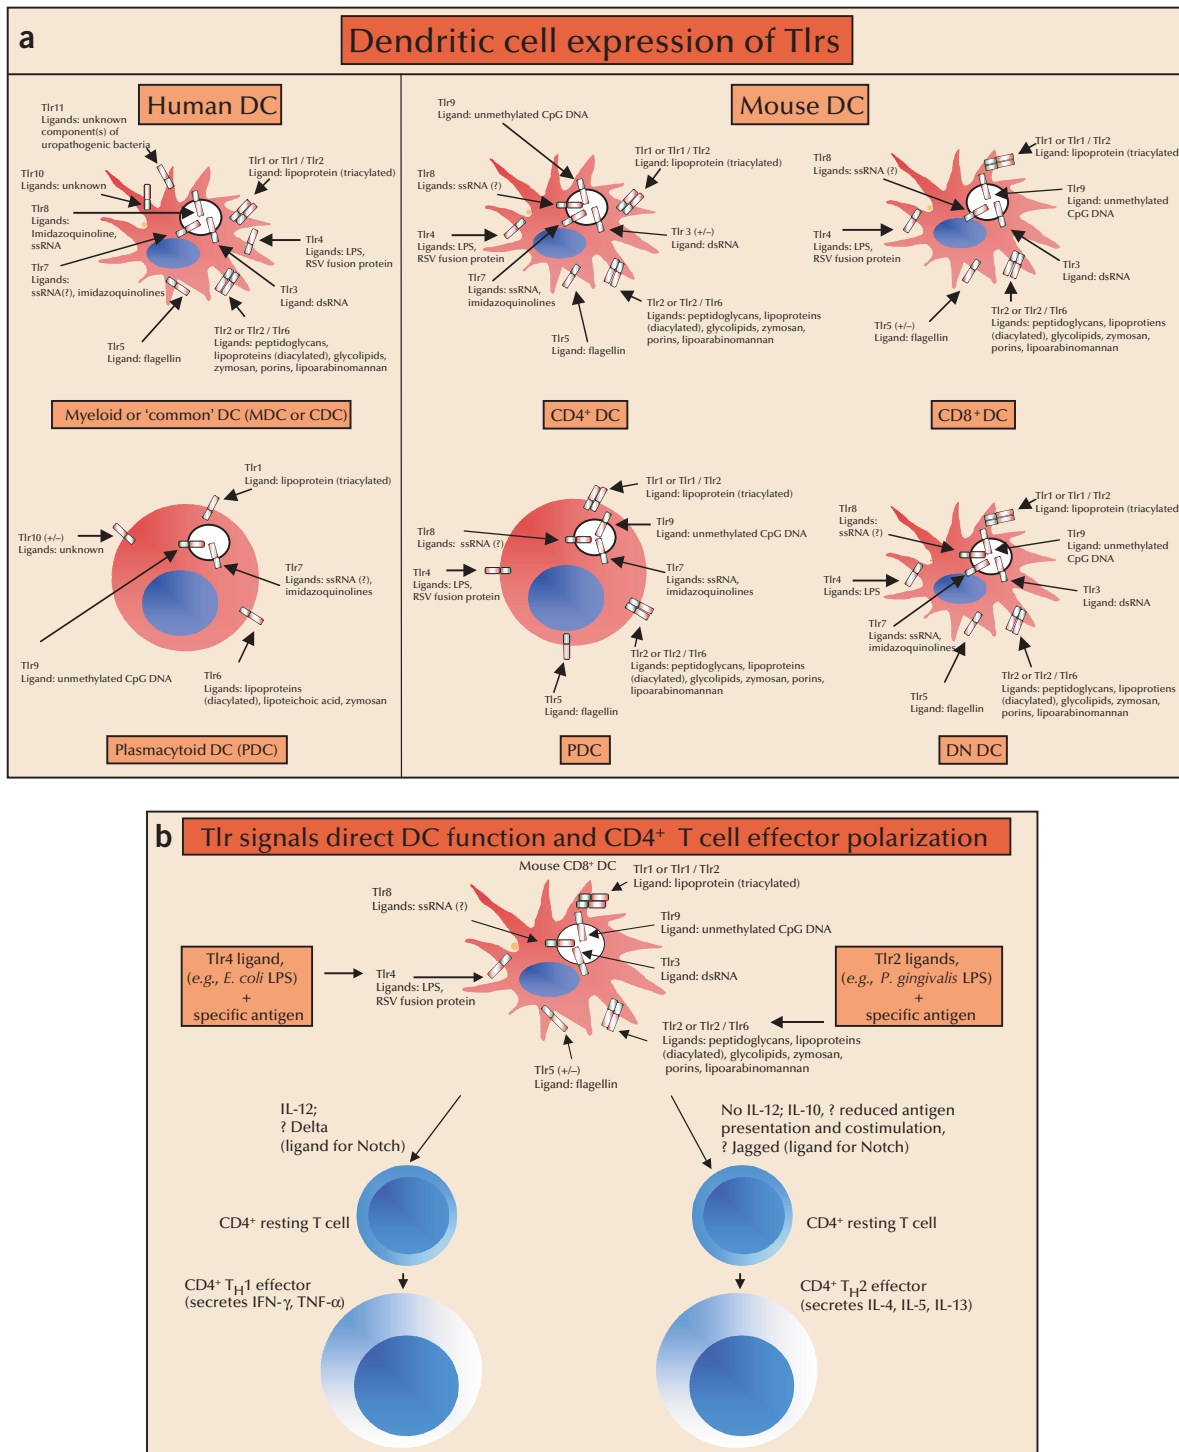 a
Dendritic cell expression of Tlrs
Human DC
Tlr11
Ligands: unknown
component(s) of
uropathogenic bacteria
Tlr10
Ligands: unknown
Tlr8
Ligands:
Imidazoquinoline,
ssRNA
Tlr7
Ligands:
ssRNA(?), imidazoquinolines
Tlr5
Ligand: flagellin
Tlr1 or Tlr1 / Tlr2
Ligand: lipoprotein (triacylated)
Tlr4
Ligands: LPS,
RSV fusion protein
Tlr3
Ligand: dsRNA
Tlr2 or Tlr2 / Tlr6
Ligands: peptidoglycans,
lipoproteins (diacylated), glycolipids,
zymosan, porins, lipoarabinomannan
Myeloid or ‘common’ DC (MDC or CDC)
Tlr1
Ligand: lipoprotein (triacylated)
Tlr10 (+/–)
Ligands: unknown
Tlr7
Ligands: ssRNA (?),
imidazoquinolines
Tlr9
Ligand: unmethylated CpG DNA
Tlr6
Ligands: lipoproteins
(diacylated), lipoteichoic acid, zymosan
Plasmacytoid DC (PDC)
Mouse DC
Tlr9
Ligand: unmethylated CpG DNA
Tlr1 or Tlr1 / Tlr2
Ligand: lipoprotein (triacylated)
Tlr8
Ligands: ssRNA (?)
Tlr4
Ligands: LPS,
RSV fusion protein
Tlr 3 (+/–)
Ligand: dsRNA
Tlr7
Ligands: ssRNA,
imidazoquinolines
Tlr2 or Tlr2 / Tlr6
Ligands: peptidoglycans, lipoproteins
(diacylated), glycolipids, zymosan,
porins, lipoarabinomannan
Tlr5
Ligand: flagellin
CD4⁺ DC
Tlr1 or Tlr1 / Tlr2
Ligand: lipoprotein (triacylated)
Tlr8
Ligands: ssRNA (?)
Tlr9
Ligand: unmethylated
CpG DNA
Tlr4
Ligands: LPS,
RSV fusion protein
Tlr3
Ligand: dsRNA
Tlr5 (+/–)
Ligand: flagellin
Tlr2 or Tlr2 / Tlr6
Ligands: peptidoglycans, lipoprotiens
(diacylated), glycolipids, zymosan,
porins, lipoarabinomannan
CD8⁺ DC
Tlr1 or Tlr1 / Tlr2
Ligand: lipoprotein (triacylated)
Tlr8
Ligands: ssRNA (?)
Tlr9
Ligand: unmethylated CpG DNA
Tlr4
Ligands: LPS,
RSV fusion protein
Tlr7
Ligands: ssRNA,
imidazoquinolines
Tlr2 or Tlr2 / Tlr6
Ligands: peptidoglycans, lipoproteins
(diacylated), glycolipids, zymosan, porins,
lipoarabinomannan
Tlr5
Ligand: flagellin
PDC
Tlr1 or Tlr1 / Tlr2
Ligand: lipoprotein (triacylated)
Tlr8
Ligands:
ssRNA (?)
Tlr9
Ligand: unmethylated
CpG DNA
Tlr4
Ligands: LPS
Tlr3
Ligand: dsRNA
Tlr7
Ligands: ssRNA,
imidazoquinolines
Tlr2 or Tlr2 / Tlr6
Ligands: peptidoglycans, lipoprotiens
(diacylated), glycolipids, zymosan,
porins, lipoarabinomannan
Tlr5
Ligand: flagellin
DN DC
b
Tlr signals direct DC function and CD4⁺ T cell effector polarization
Mouse CD8⁺ DC
Tlr1 or Tlr1 / Tlr2
Ligand: lipoprotein (triacylated)
Tlr8
Ligands: ssRNA (?)
Tlr9
Ligand: unmethylated CpG DNA
Tlr4 ligand,
(e.g., E. coli LPS)
+
specific antigen
Tlr4
Ligands: LPS,
RSV fusion protein
Tlr3
Ligand: dsRNA
Tlr2 ligands,
(e.g., P. gingivalis LPS)
+
specific antigen
Tlr2 or Tlr2 / Tlr6
Ligands: peptidoglycans, lipoproteins
(diacylated), glycolipids, zymosan,
porins, lipoarabinomannan
Tlr5 (+/–)
Ligand: flagellin
IL-12;
? Delta
(ligand for Notch)
No IL-12; IL-10, ? reduced antigen
presentation and costimulation,
? Jagged (ligand for Notch)
CD4⁺ resting T cell
CD4⁺ resting T cell
CD4⁺ TH1 effector
(secretes IFN-γ, TNF-α)
CD4⁺ TH2 effector
(secretes IL-4, IL-5, IL-13)